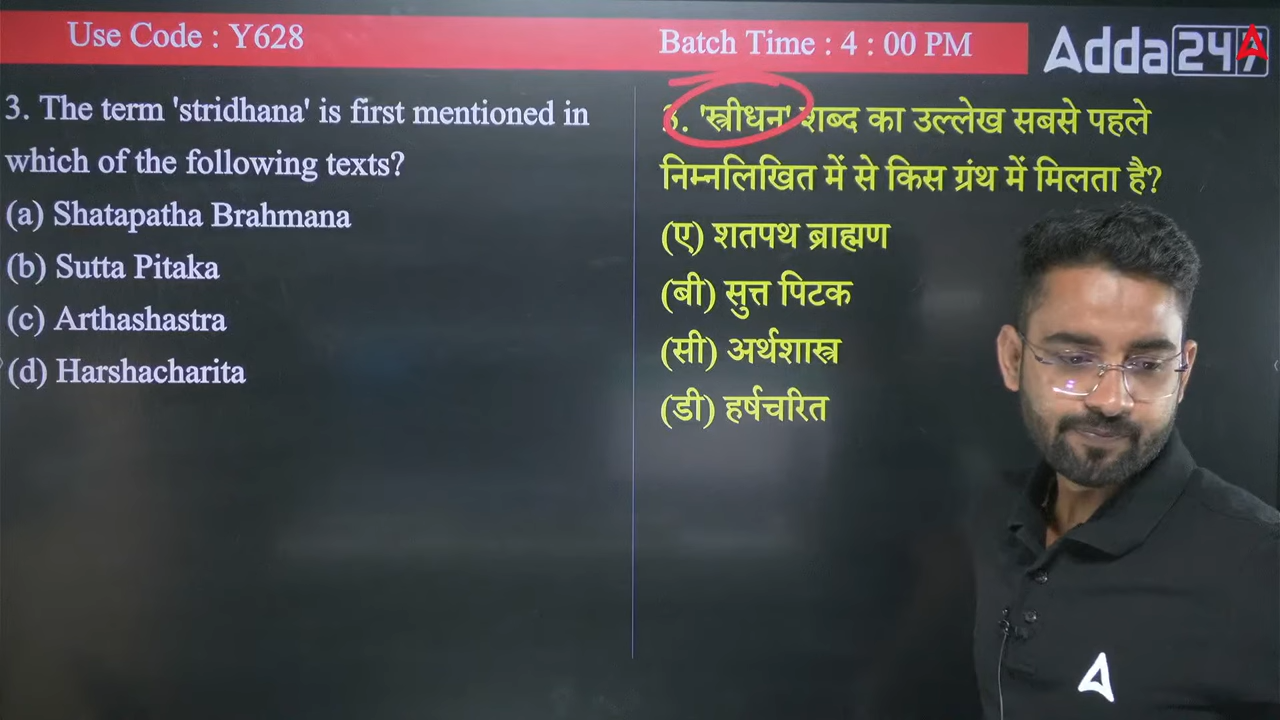 Use Code : Y628
Batch Time : 4 : 00 PM
Adda247
3. The term 'stridhana' is first mentioned in
which of the following texts?
(a) Shatapatha Brahmana
(b) Sutta Pitaka
(c) Arthashastra
(d) Harshacharita
3. 'स्त्रीधन' शब्द का उल्लेख सबसे पहले
निम्नलिखित में से किस ग्रंथ में मिलता है?
(ए) शतपथ ब्राह्मण
(बी) सुत्त पिटक
(सी) अर्थशास्त्र
(डी) हर्षचरित